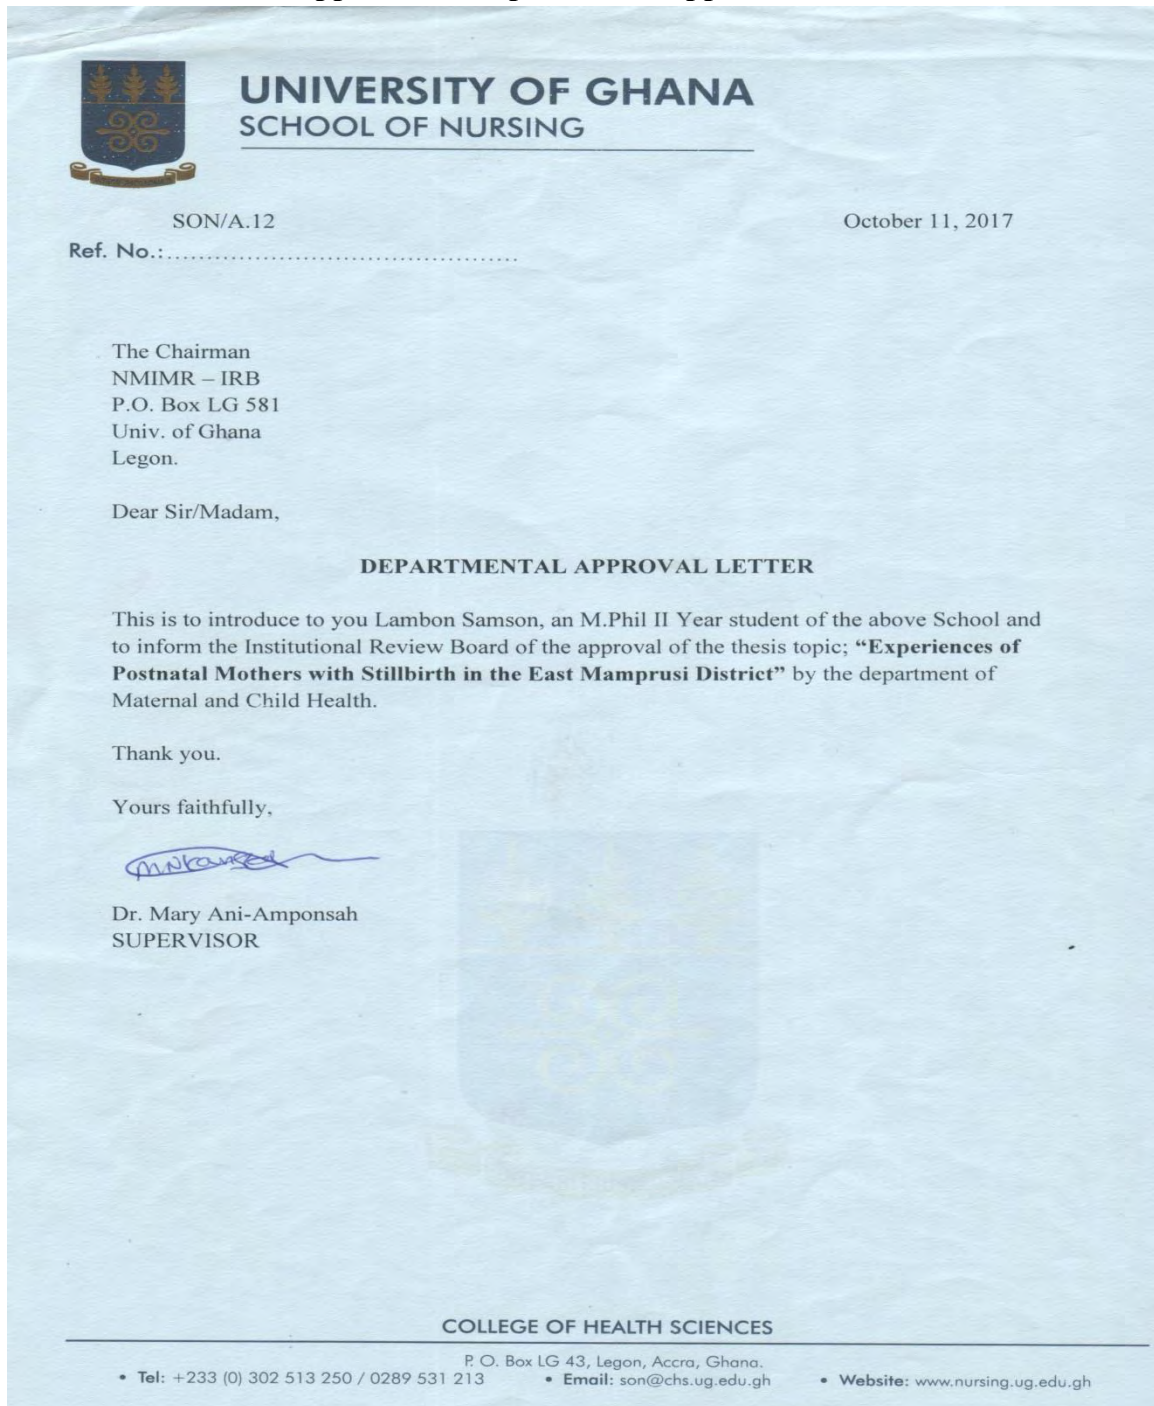 UNIVERSITY OF GHANA
SCHOOL OF NURSING
SON/A.12
October 11, 2017
Ref. No.:.............................................
The Chairman
NMIMR – IRB
P.O. Box LG 581
Univ. of Ghana
Legon.
Dear Sir/Madam,
DEPARTMENTAL APPROVAL LETTER
This is to introduce to you Lambon Samson, an M.Phil II Year student of the above School and
to inform the Institutional Review Board of the approval of the thesis topic; “Experiences of
Postnatal Mothers with Stillbirth in the East Mamprusi District” by the department of
Maternal and Child Health.
Thank you.
Yours faithfully,
Dr. Mary Ani-Amponsah
SUPERVISOR
COLLEGE OF HEALTH SCIENCES
P. O. Box LG 43, Legon, Accra, Ghana.
• Tel: +233 (0) 302 513 250 / 0289 531 213 • Email: son@chs.ug.edu.gh • Website: www.nursing.ug.edu.gh